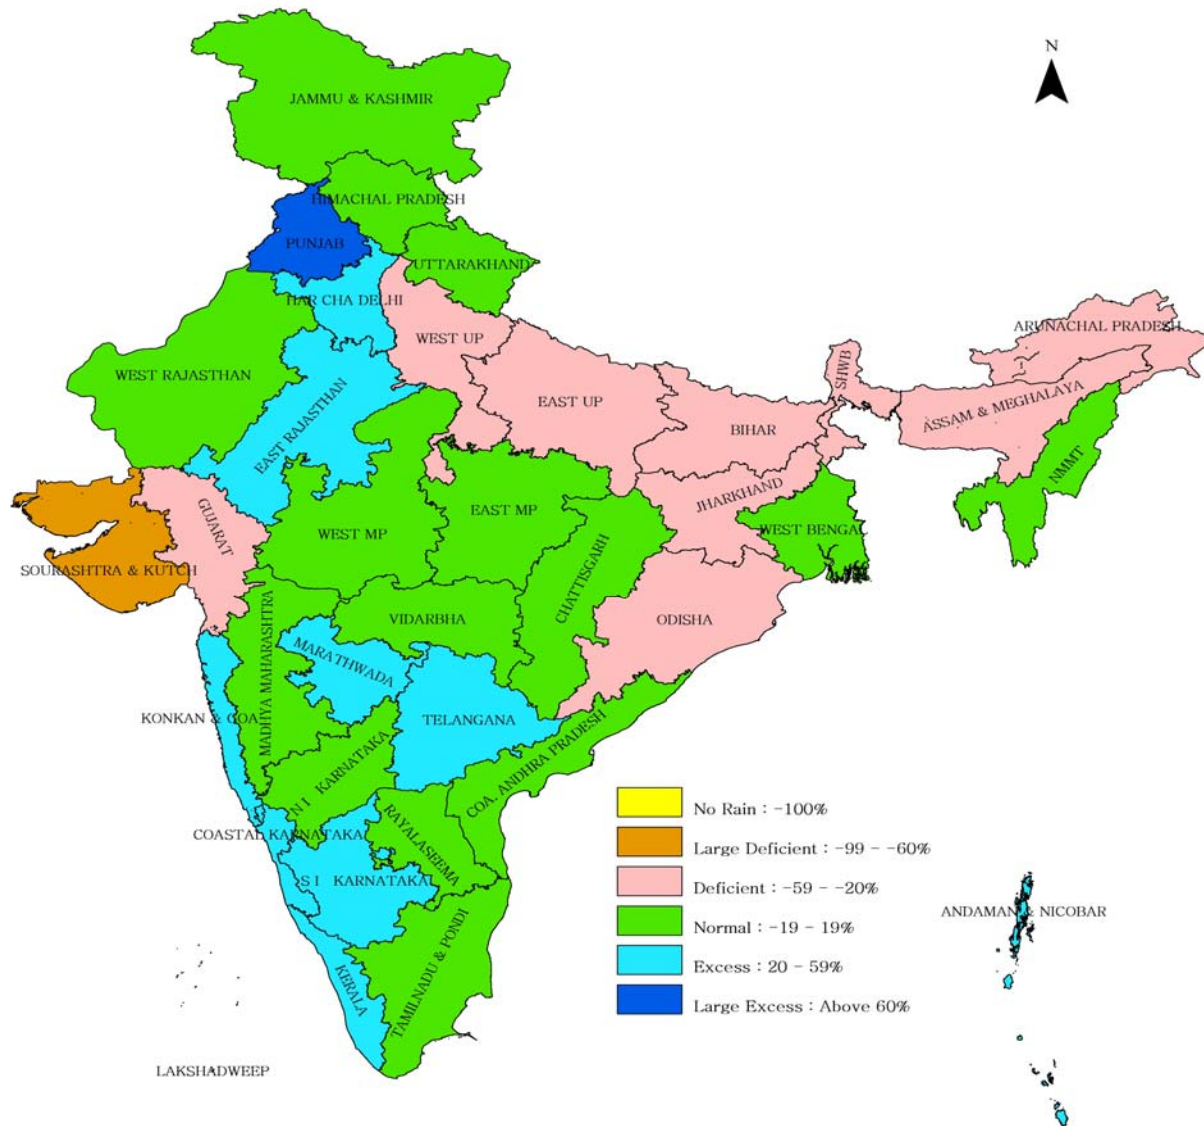 N
JAMMU & KASHMIR
HIMACHAL PRADESH
PUNJAB
UTTARAKHAND
HAR CHA DELHI
ARUNACHAL PRADESH
WEST UP
SHWB
WEST RAJASTHAN
EAST RAJASTHAN
EAST UP
ASSAM & MEGHALAYA
BIHAR
NMMT
JHARKHAND
GUJARAT
EAST MP
WEST MP
WEST BENGAL
SOURASHTRA & KUTCH
CHATTISGARH
VIDARBHA
ODISHA
MADHYA MAHARASHTRA
MARATHWADA
KONKAN & GOA
TELANGANA
COA. ANDHRA PRADESH
N I KARNATAKA
COASTAL KARNATAKA
RAYALASEEMA
S I KARNATAKA
TAMILNADU & PONDI
KERALA
LAKSHADWEEP
ANDAMAN & NICOBAR
No Rain : -100%
Large Deficient : -99 - -60%
Deficient : -59 - -20%
Normal : -19 - 19%
Excess : 20 - 59%
Large Excess : Above 60%